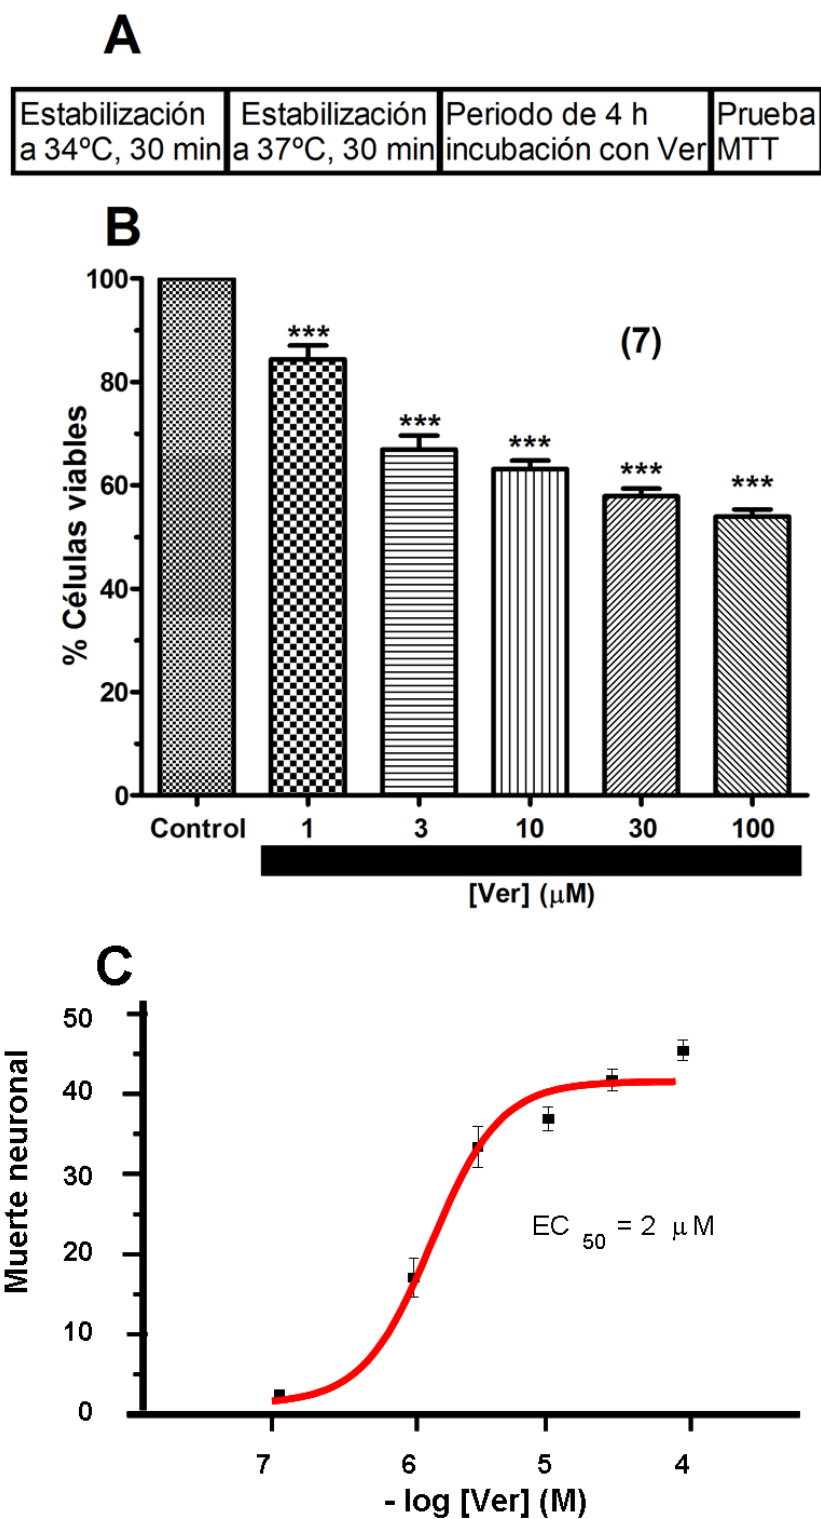 A
Estabilización
a 34ºC, 30 min
Estabilización
a 37ºC, 30 min
Periodo de 4 h
incubación con Ver
Prueba
MTT
B
% Células viables
100
80
60
40
20
0
***
***
***
***
***
(7)
Control 1 3 10 30 100
[Ver] (μM)
C
Muerte neuronal
50
40
30
20
10
0
EC 50 = 2 μM
7 6 5 4
- log [Ver] (M)